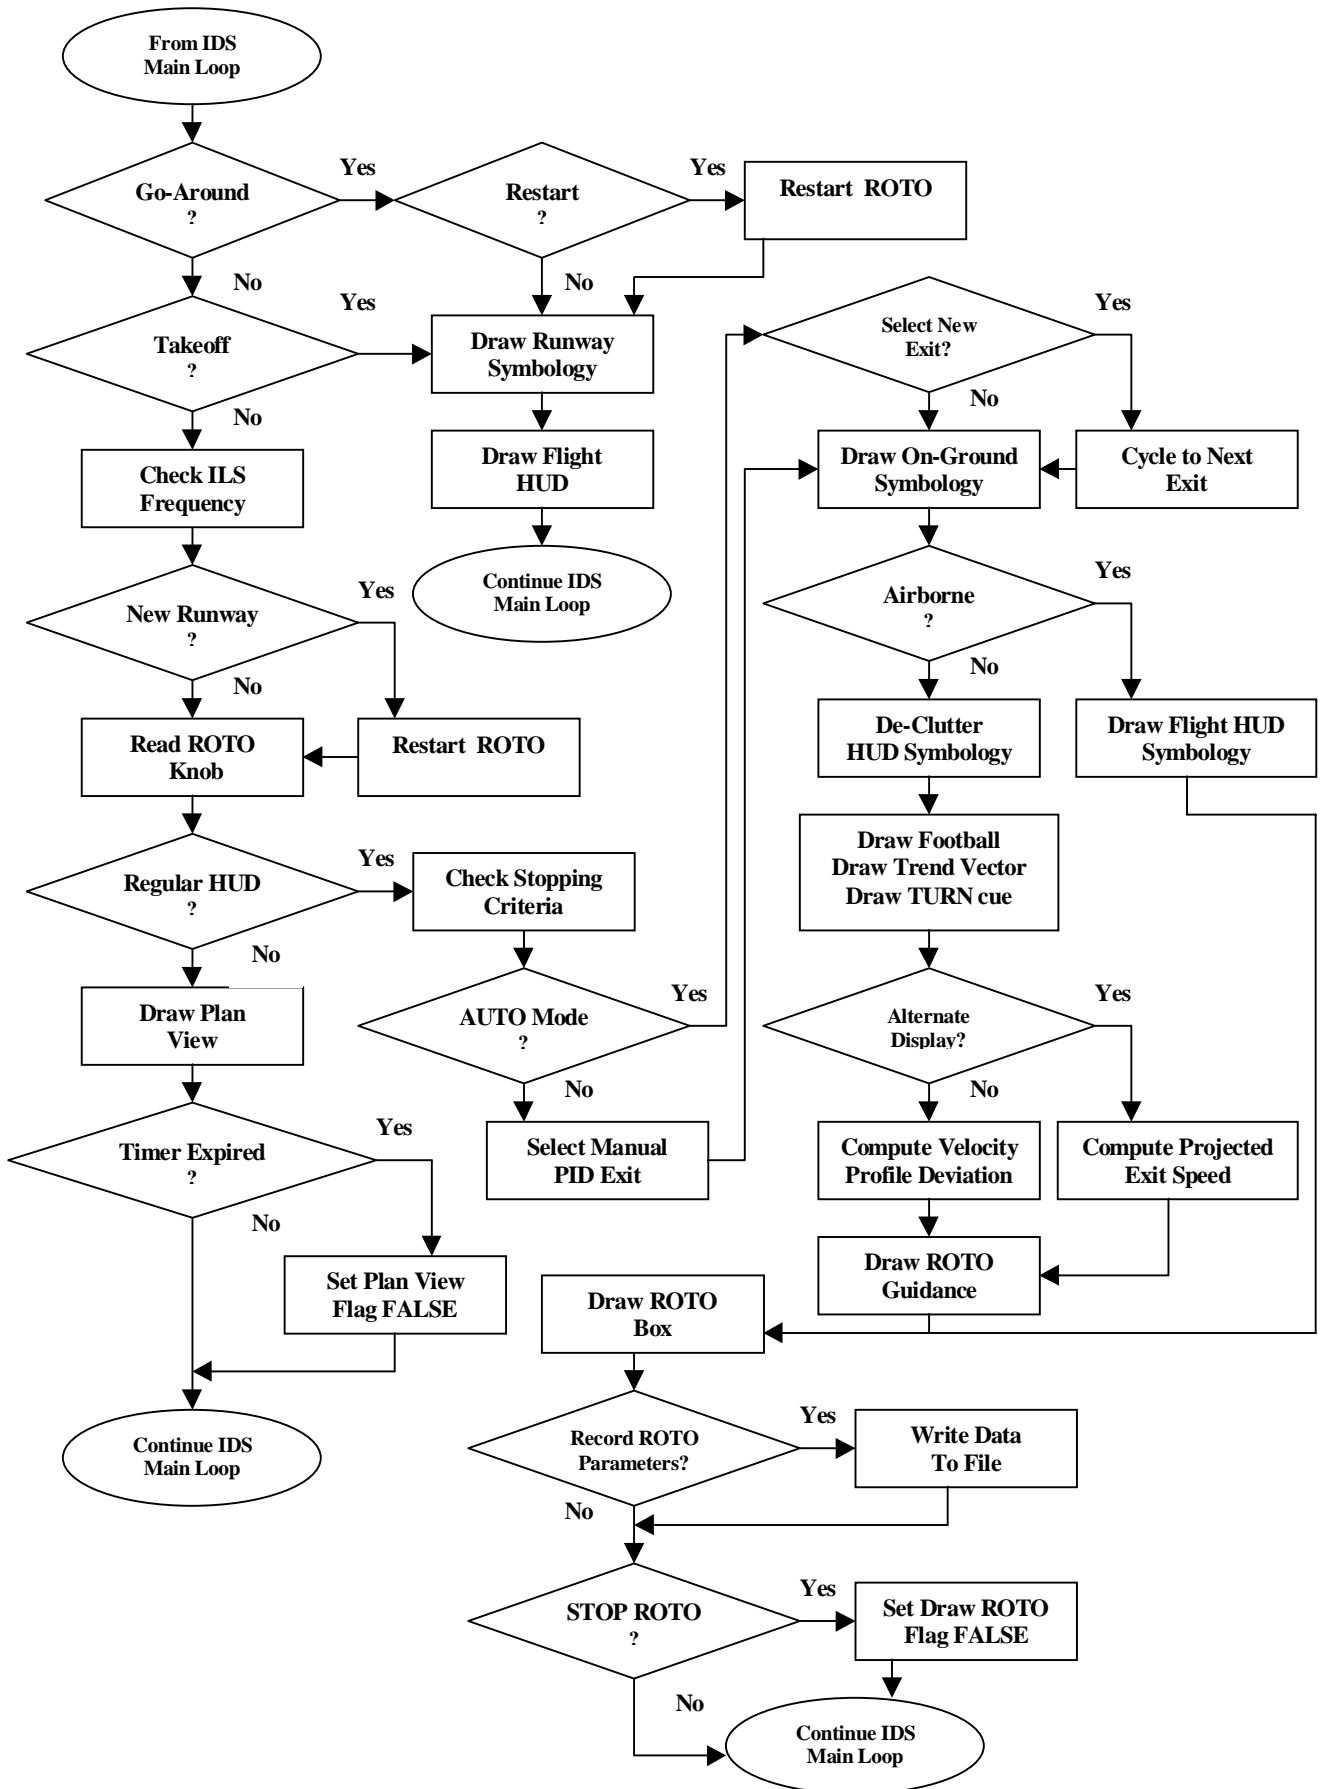 From IDS
Main Loop
Go-Around
?
Yes
No
Restart
?
Yes
No
Restart ROTO
Takeoff
?
Yes
No
Draw Runway
Symbology
Draw Flight
HUD
Continue IDS
Main Loop
Check ILS
Frequency
New Runway
?
Yes
No
Restart ROTO
Read ROTO
Knob
Regular HUD
?
Yes
No
Draw Plan
View
Timer Expired
?
Yes
No
Set Plan View
Flag FALSE
Continue IDS
Main Loop
Check Stopping
Criteria
AUTO Mode
?
Yes
No
Select Manual
PID Exit
Select New
Exit?
Yes
No
Cycle to Next
Exit
Draw On-Ground
Symbology
Airborne
?
Yes
No
Draw Flight HUD
Symbology
De-Clutter
HUD Symbology
Draw Football
Draw Trend Vector
Draw TURN cue
Alternate
Display?
Yes
No
Compute Velocity
Profile Deviation
Compute Projected
Exit Speed
Draw ROTO
Guidance
Draw ROTO
Box
Record ROTO
Parameters?
Yes
No
Write Data
To File
STOP ROTO
?
Yes
No
Set Draw ROTO
Flag FALSE
Continue IDS
Main Loop